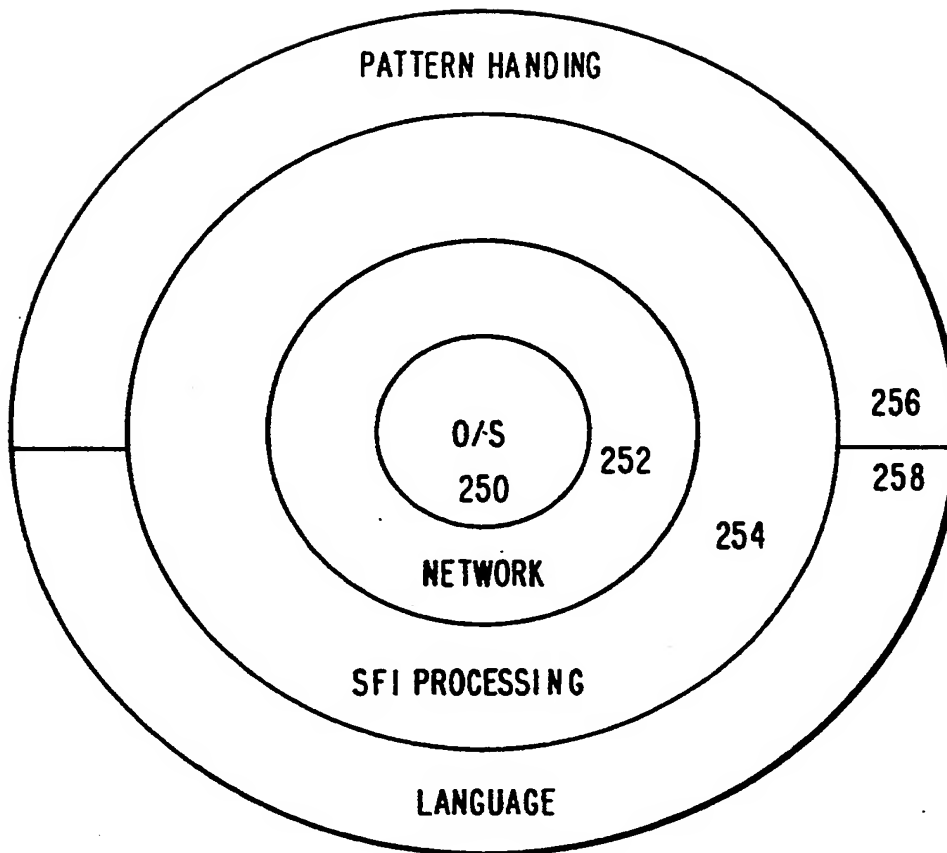 PATTERN HANDING
256
O/S
252
250
258
254
NETWORK
SFI PROCESSING
LANGUAGE